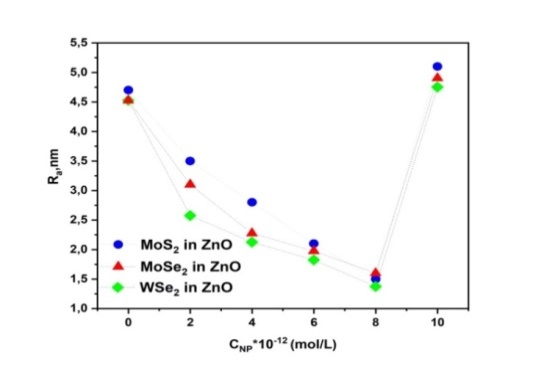 5,5
5,0
4,5
4,0
3,5
3,0
2,5
2,0
1,5
1,0
Rₐ,nm
MoS₂ in ZnO
MoSe₂ in ZnO
WSe₂ in ZnO
0 2 4 6 8 10
C_NP*10⁻¹² (mol/L)